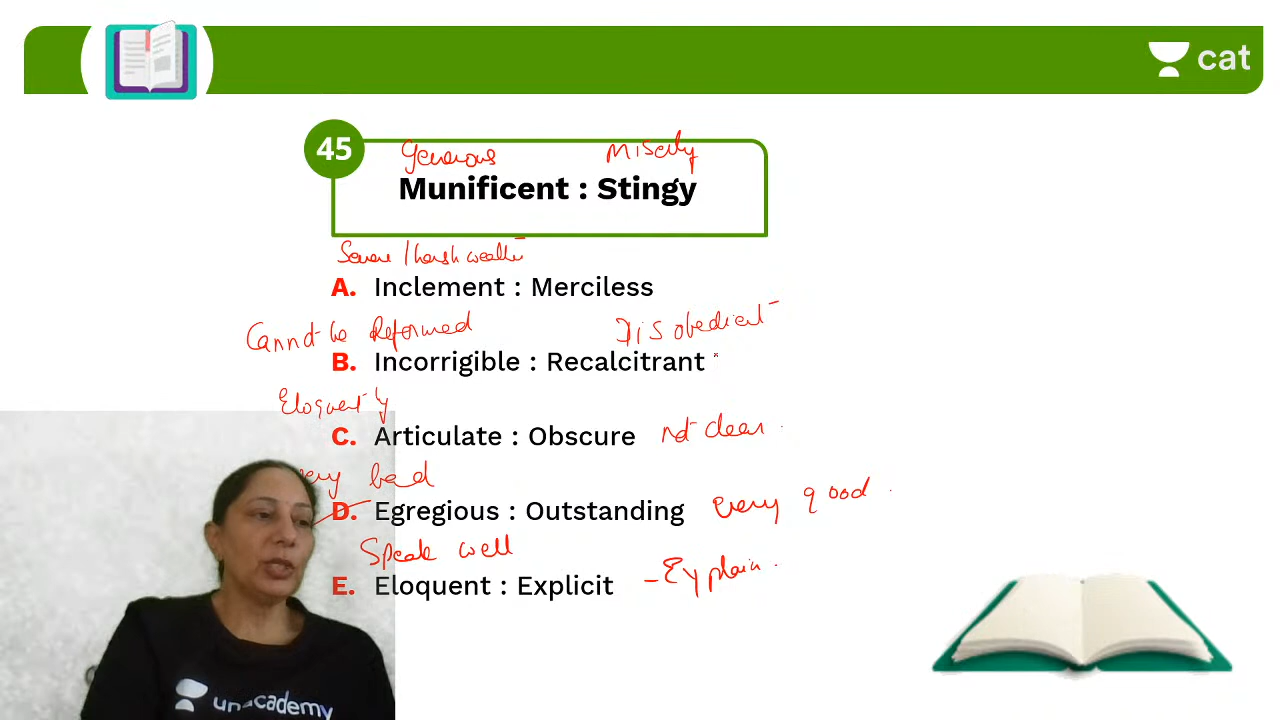 cat
45
Generous Miserly
Munificent : Stingy
Severe / harsh weather
A. Inclement : Merciless
Cannot be Reformed Disobedient
B. Incorrigible : Recalcitrant
Eloquently
C. Articulate : Obscure not clear
very bad
D. Egregious : Outstanding very good
Speak well
E. Eloquent : Explicit - Explain
unacademy